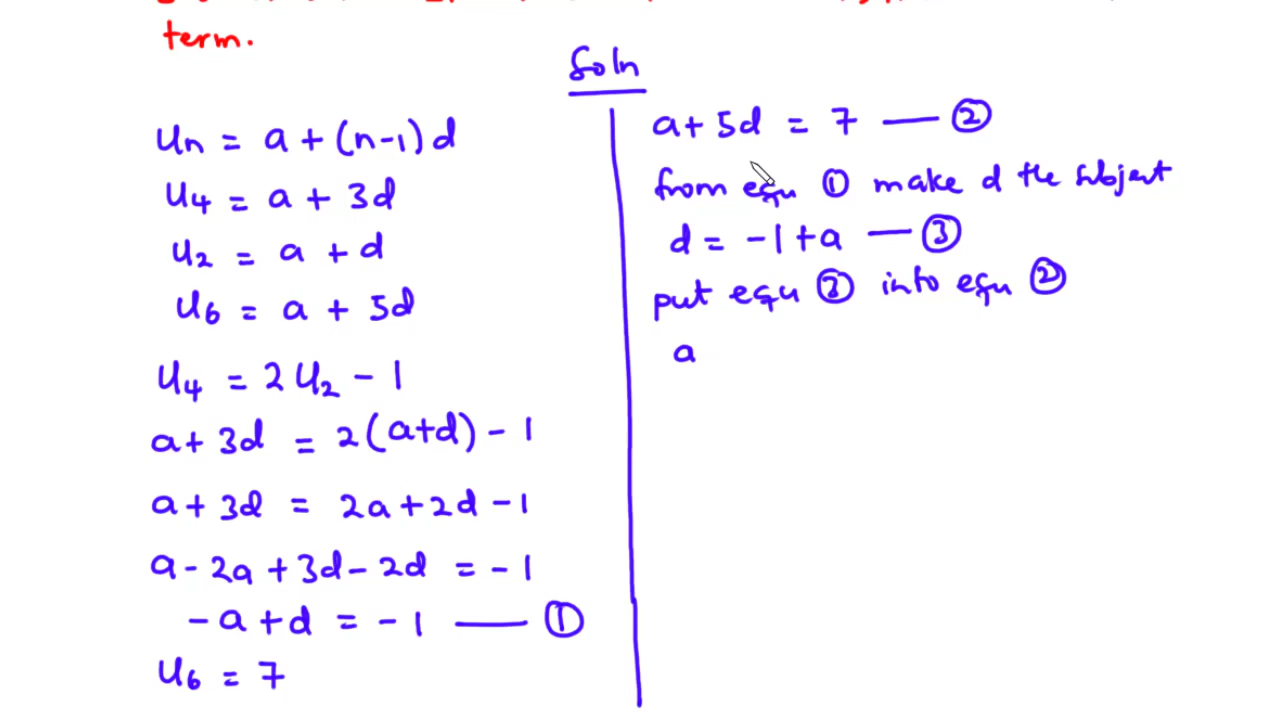 term.
Soln
Un = a + (n-1)d
U4 = a + 3d
U2 = a + d
U6 = a + 5d
U4 = 2U2 - 1
a + 3d = 2(a+d) - 1
a + 3d = 2a + 2d - 1
a - 2a + 3d - 2d = -1
-a + d = -1 — ①
U6 = 7
a + 5d = 7 — ②
from equ ① make d the subject
d = -1 + a — ③
put equ ③ into equ ②
a